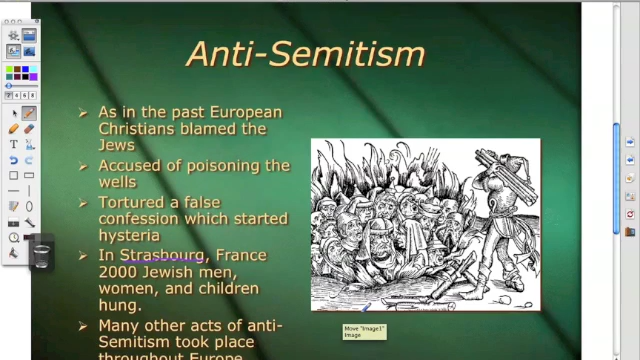 Anti-Semitism
➢ As in the past European
Christians blamed the
Jews
➢ Accused of poisoning the
wells
➢ Tortured a false
confession which started
hysteria
➢ In Strasbourg, France
2000 Jewish men,
women, and children
hung.
➢ Many other acts of anti-
Semitism took place
throughout Europe
Move "Image1"
Image